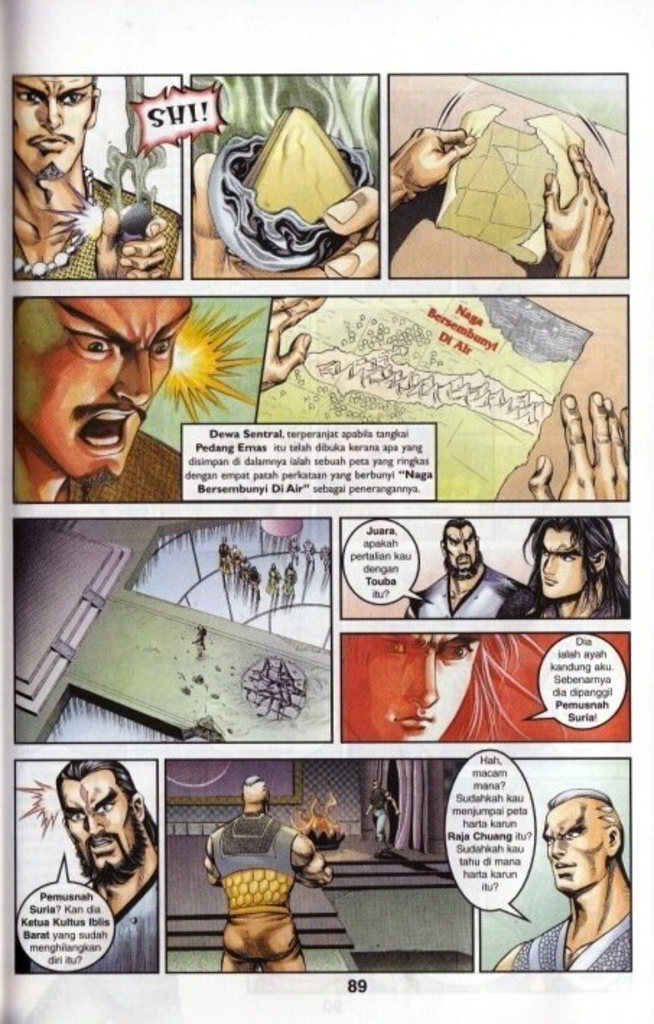 SHI!
Naga
Bersembunyi
Di Air
Dewa Sentral, terperanjat apabila tangkai
Pedang Emas itu telah dibuka kerana apa yang
disimpan di dalamnya ialah sebuah peta yang ringkas
dengan empat patah perkataan yang berbunyi "Naga
Bersembunyi Di Air" sebagai penerangannya.
Juara,
apakah
pertalian kau
dengan
Touba
itu?
Dia
ialah ayah
kandung aku.
Sebenarnya
dia dipanggil
Pemusnah
Suria!
Pemusnah
Suria? Kan dia
Ketua Kultus Iblis
Barat yang sudah
menghilangkan
diri itu?
Hah,
macam
mana?
Sudahkah kau
menjumpai peta
harta karun
Raja Chuang itu?
Sudahkah kau
tahu di mana
harta karun
itu?
89